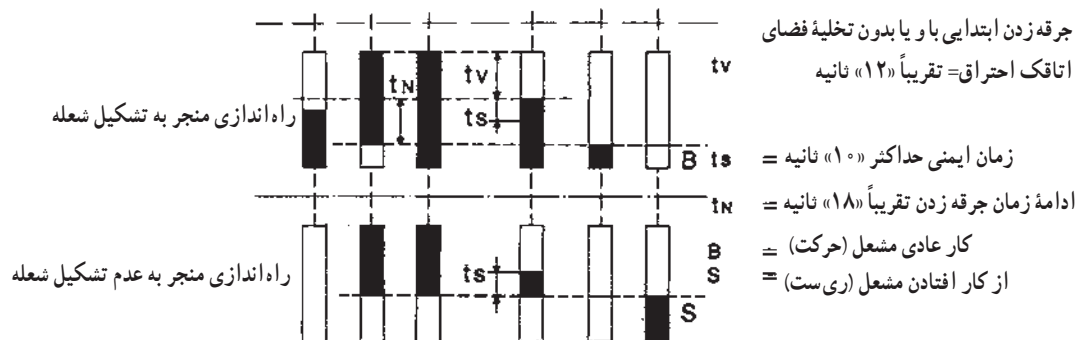 جرقه‌زدن ابتدایی با و یا بدون تخلیهٔ فضای
اتاقک احتراق= تقریباً «۱۲» ثانیه
tv
زمان ایمنی حداکثر «۱۰» ثانیه =
ts
ادامهٔ زمان جرقه زدن تقریباً «۱۸» ثانیه =
tN
کار عادی مشعل (حرکت) =
B
از کار افتادن مشعل (ری‌ست) =
S
tN
tv
ts
B
راه‌اندازی منجر به تشکیل شعله
ts
S
راه‌اندازی منجر به عدم تشکیل شعله